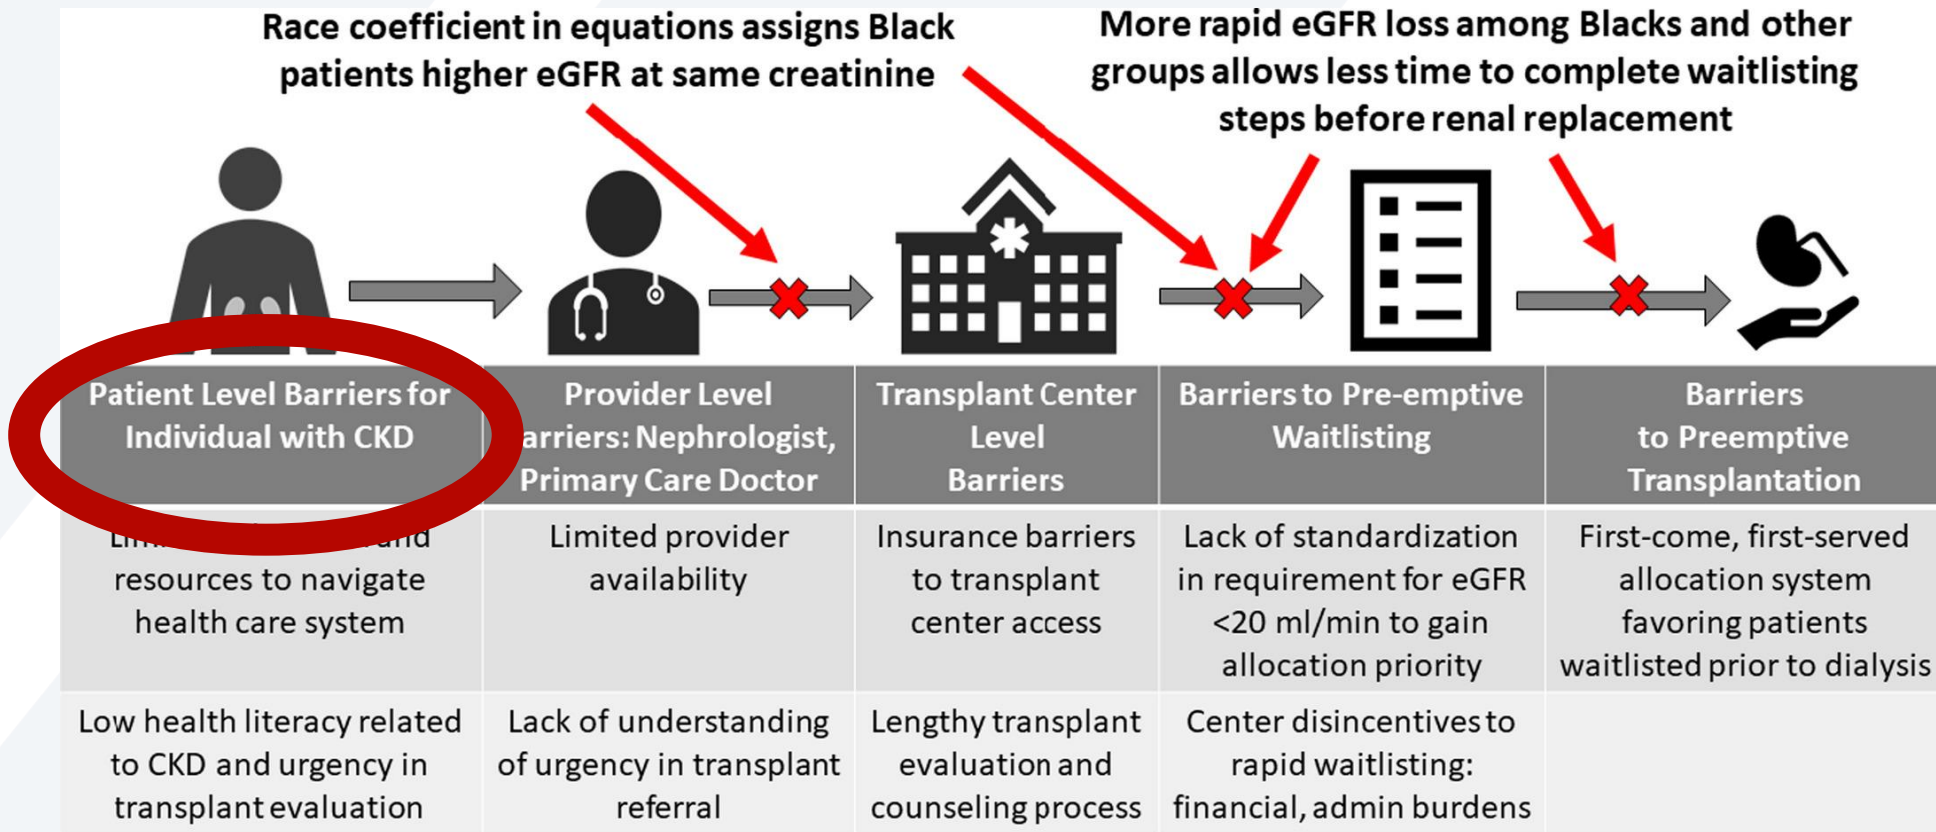 Race coefficient in equations assigns Black
patients higher eGFR at same creatinine
More rapid eGFR loss among Blacks and other
groups allows less time to complete waitlisting
steps before renal replacement
Patient Level Barriers for
Individual with CKD
Provider Level
arriers: Nephrologist,
Primary Care Doctor
Transplant Center
Level
Barriers
Barriers to Pre-emptive
Waitlisting
Barriers
to Preemptive
Transplantation
and
resources to navigate
health care system
Limited provider
availability
Insurance barriers
to transplant
center access
Lack of standardization
in requirement for eGFR
<20 ml/min to gain
allocation priority
First-come, first-served
allocation system
favoring patients
waitlisted prior to dialysis
Low health literacy related
to CKD and urgency in
transplant evaluation
Lack of understanding
of urgency in transplant
referral
Lengthy transplant
evaluation and
counseling process
Center disincentives to
rapid waitlisting:
financial, admin burdens